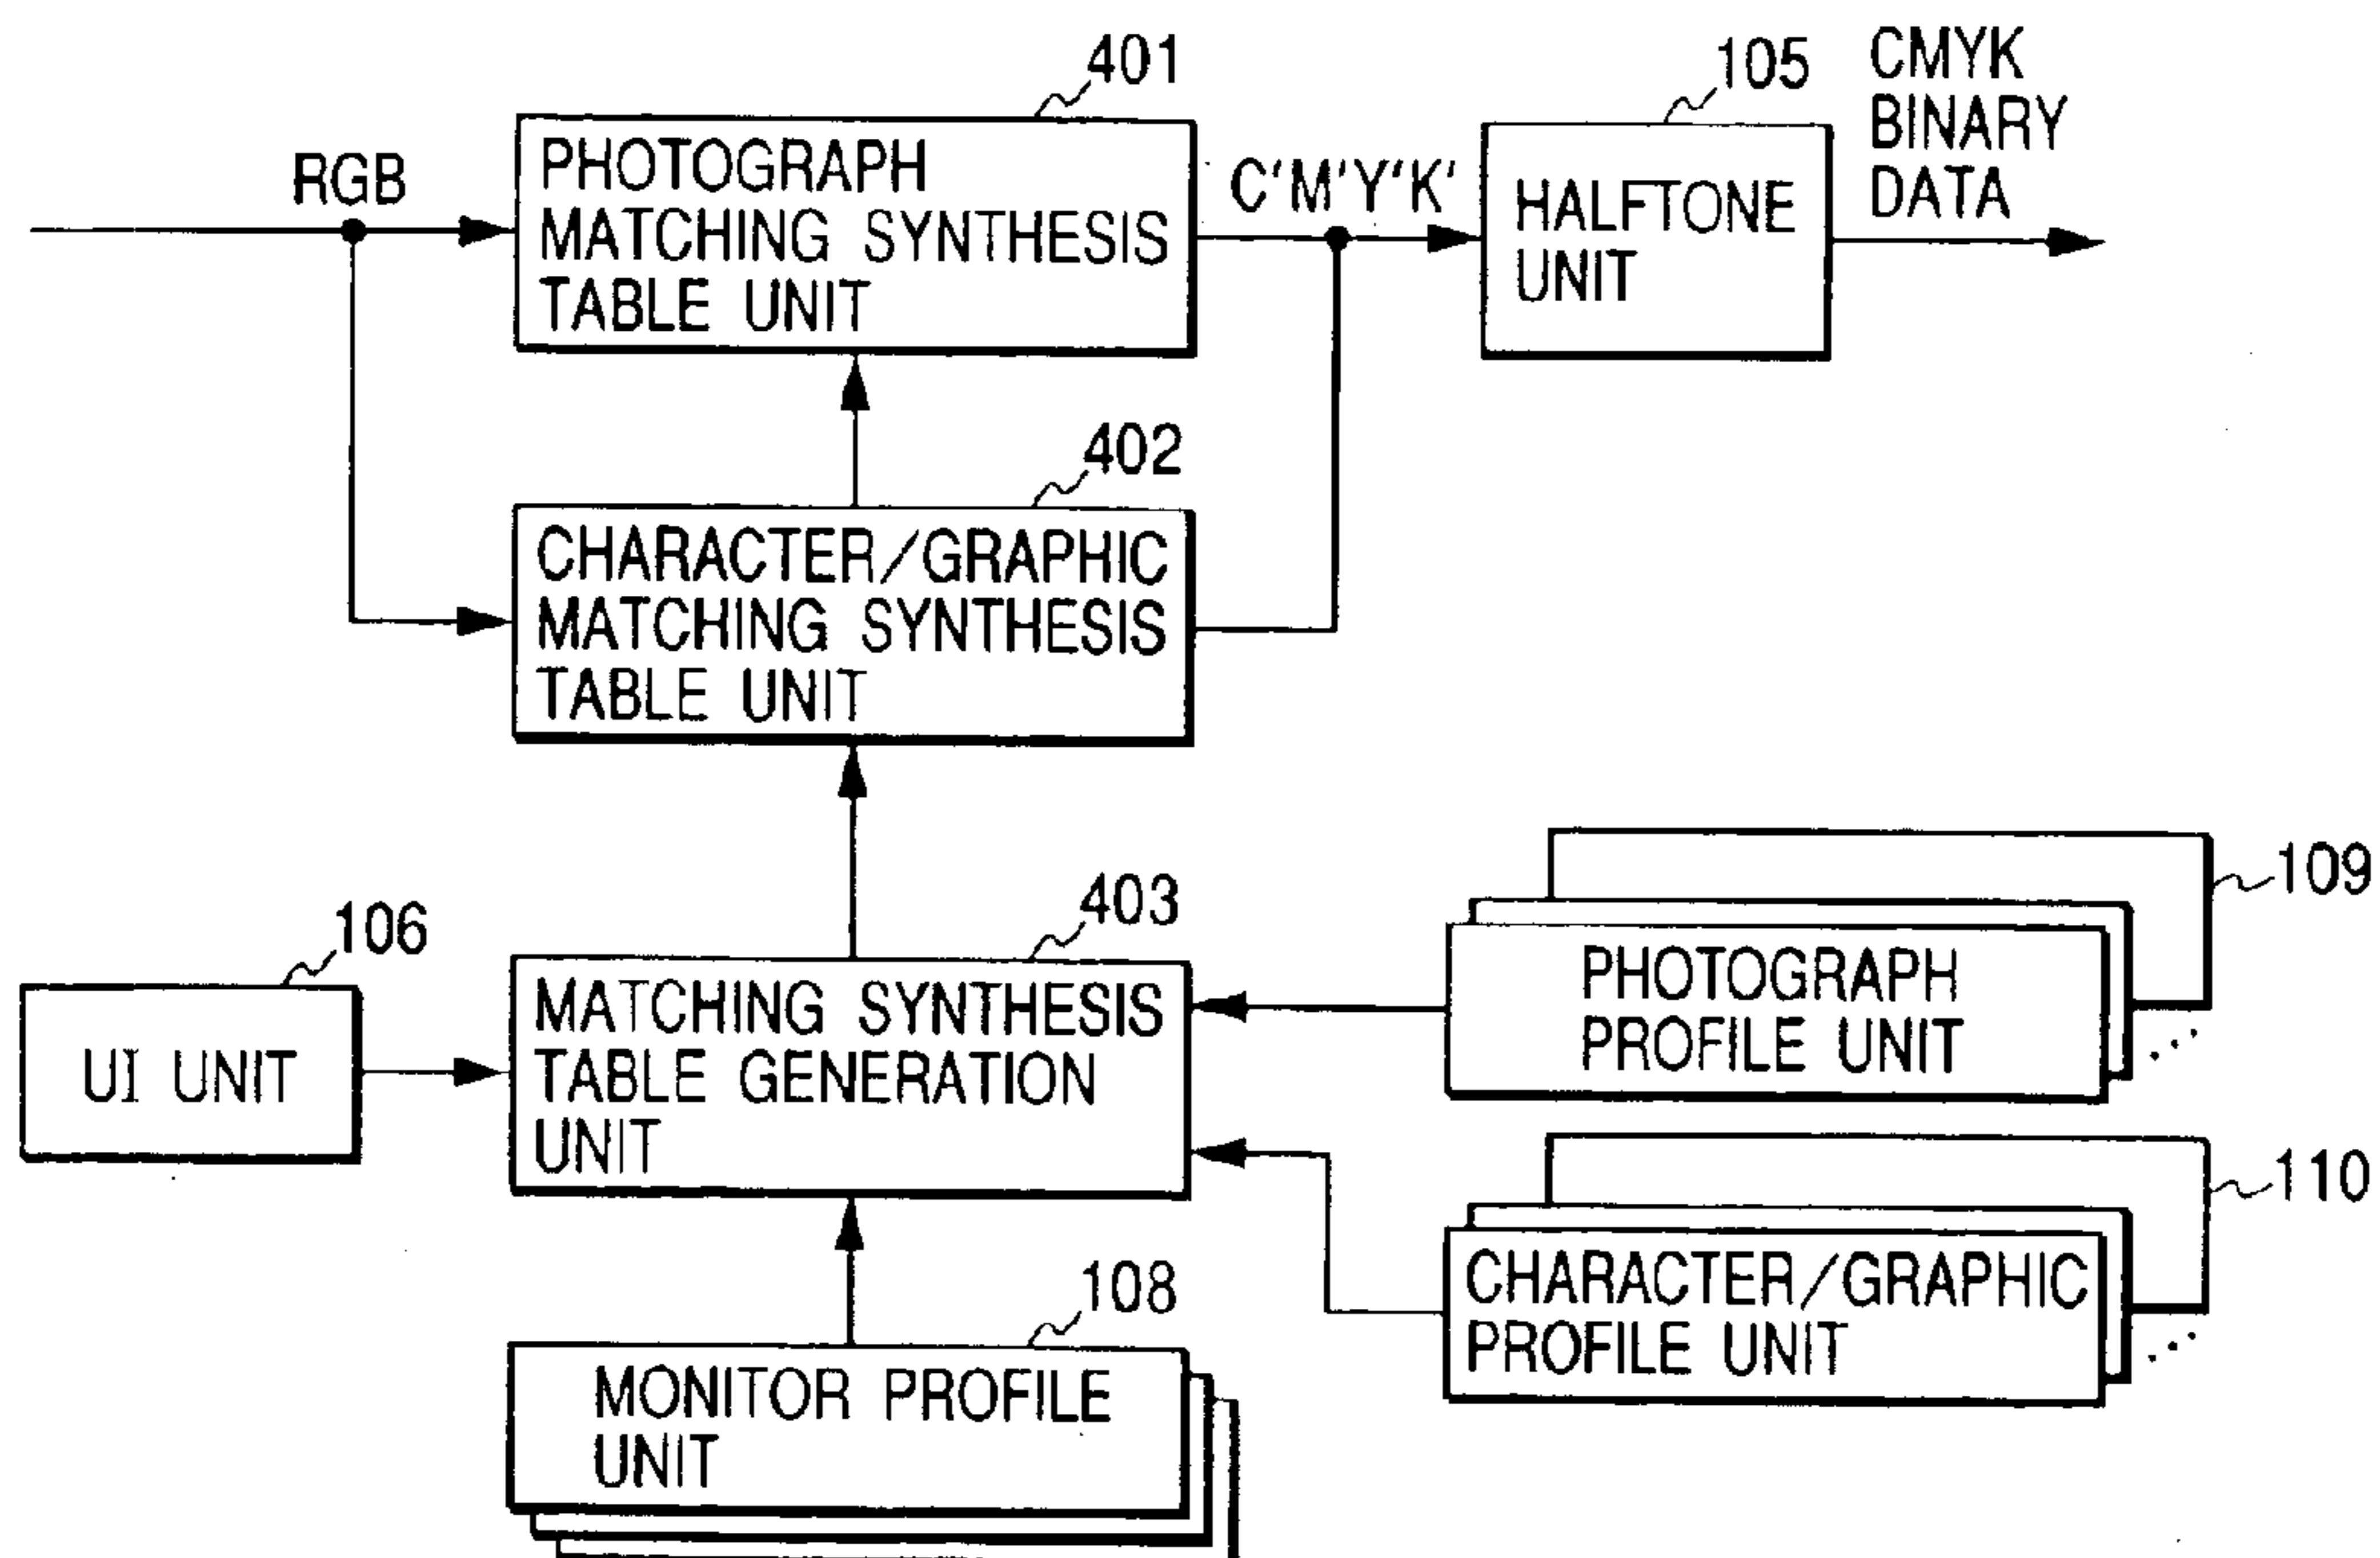 401
105
CMYK
BINARY
DATA
RGB
PHOTOGRAPH
MATCHING SYNTHESIS
TABLE UNIT
C'M'Y'K'
HALFTONE
UNIT
402
CHARACTER/GRAPHIC
MATCHING SYNTHESIS
TABLE UNIT
106
UI UNIT
403
MATCHING SYNTHESIS
TABLE GENERATION
UNIT
109
PHOTOGRAPH
PROFILE UNIT
110
CHARACTER/GRAPHIC
PROFILE UNIT
108
MONITOR PROFILE
UNIT